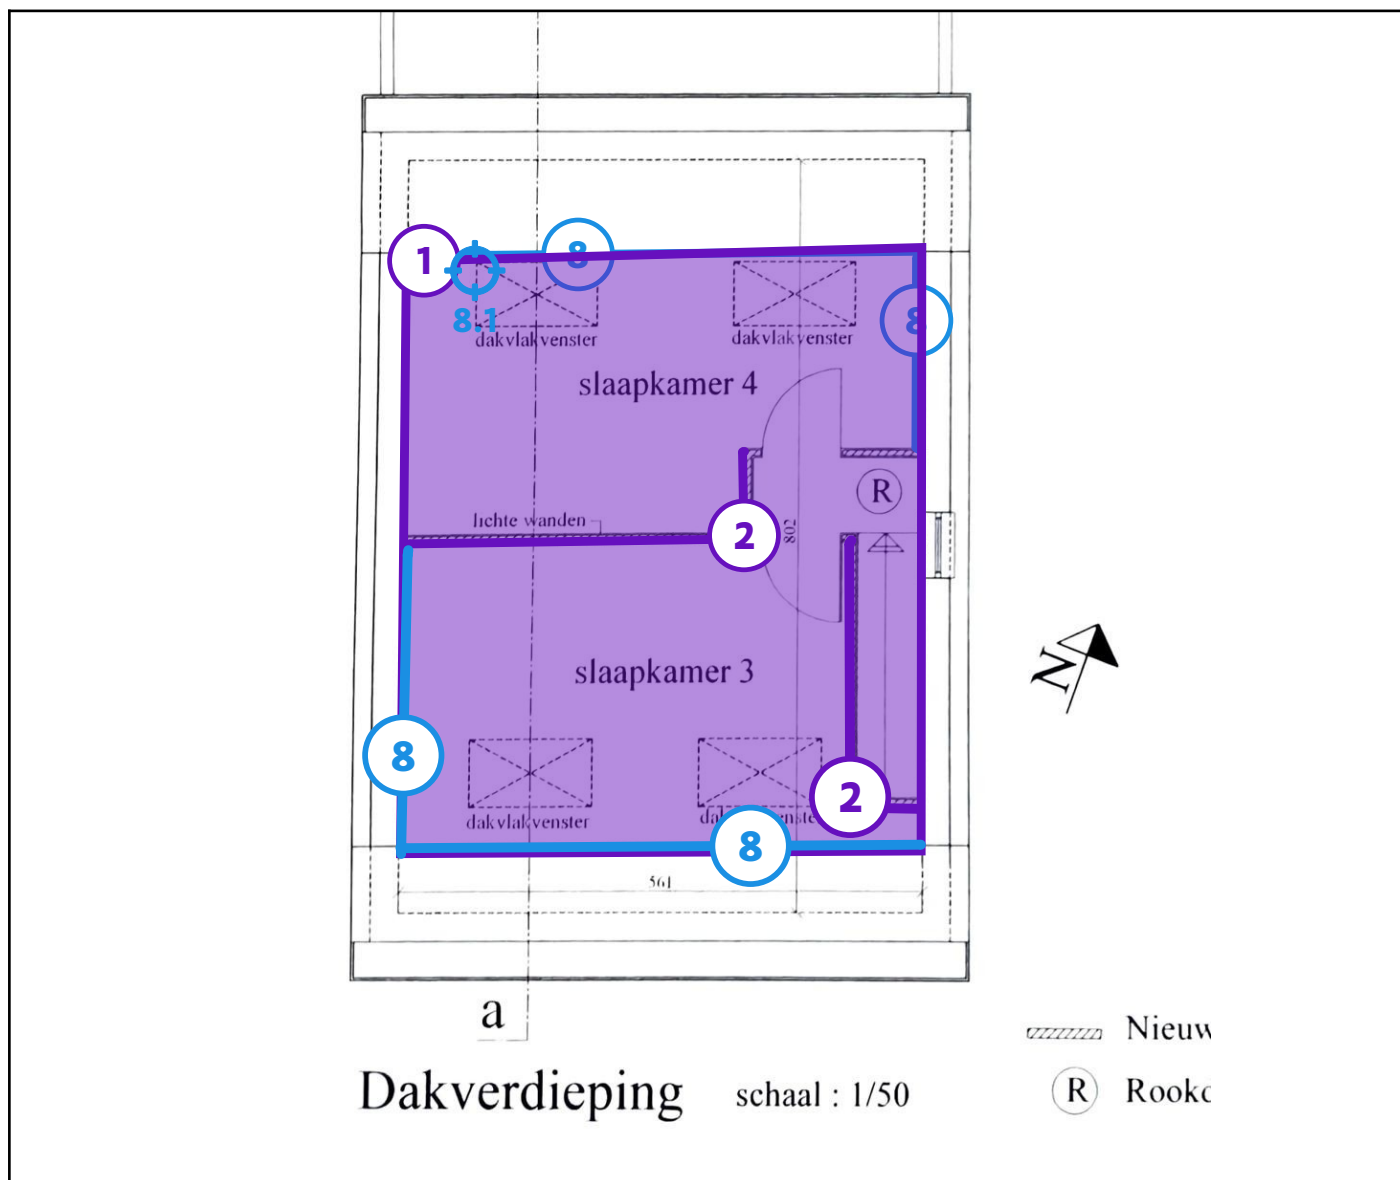 1
8
8
8.1
dakvlakvenster
dakvlakvenster
slaapkamer 4
R
lichte wanden
2
802
slaapkamer 3
N
8
2
dakvlakvenster
8
561
a
Nieuw
Dakverdieping
schaal : 1/50
R